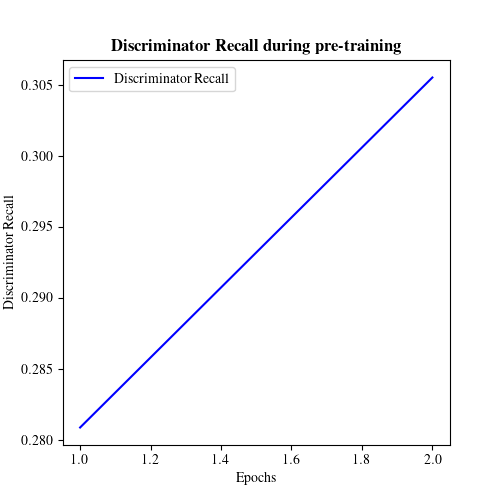 Discriminator Recall during pre-training
Discriminator Recall
0.305
0.300
0.295
0.290
0.285
0.280
Discriminator Recall
1.0 1.2 1.4 1.6 1.8 2.0
Epochs